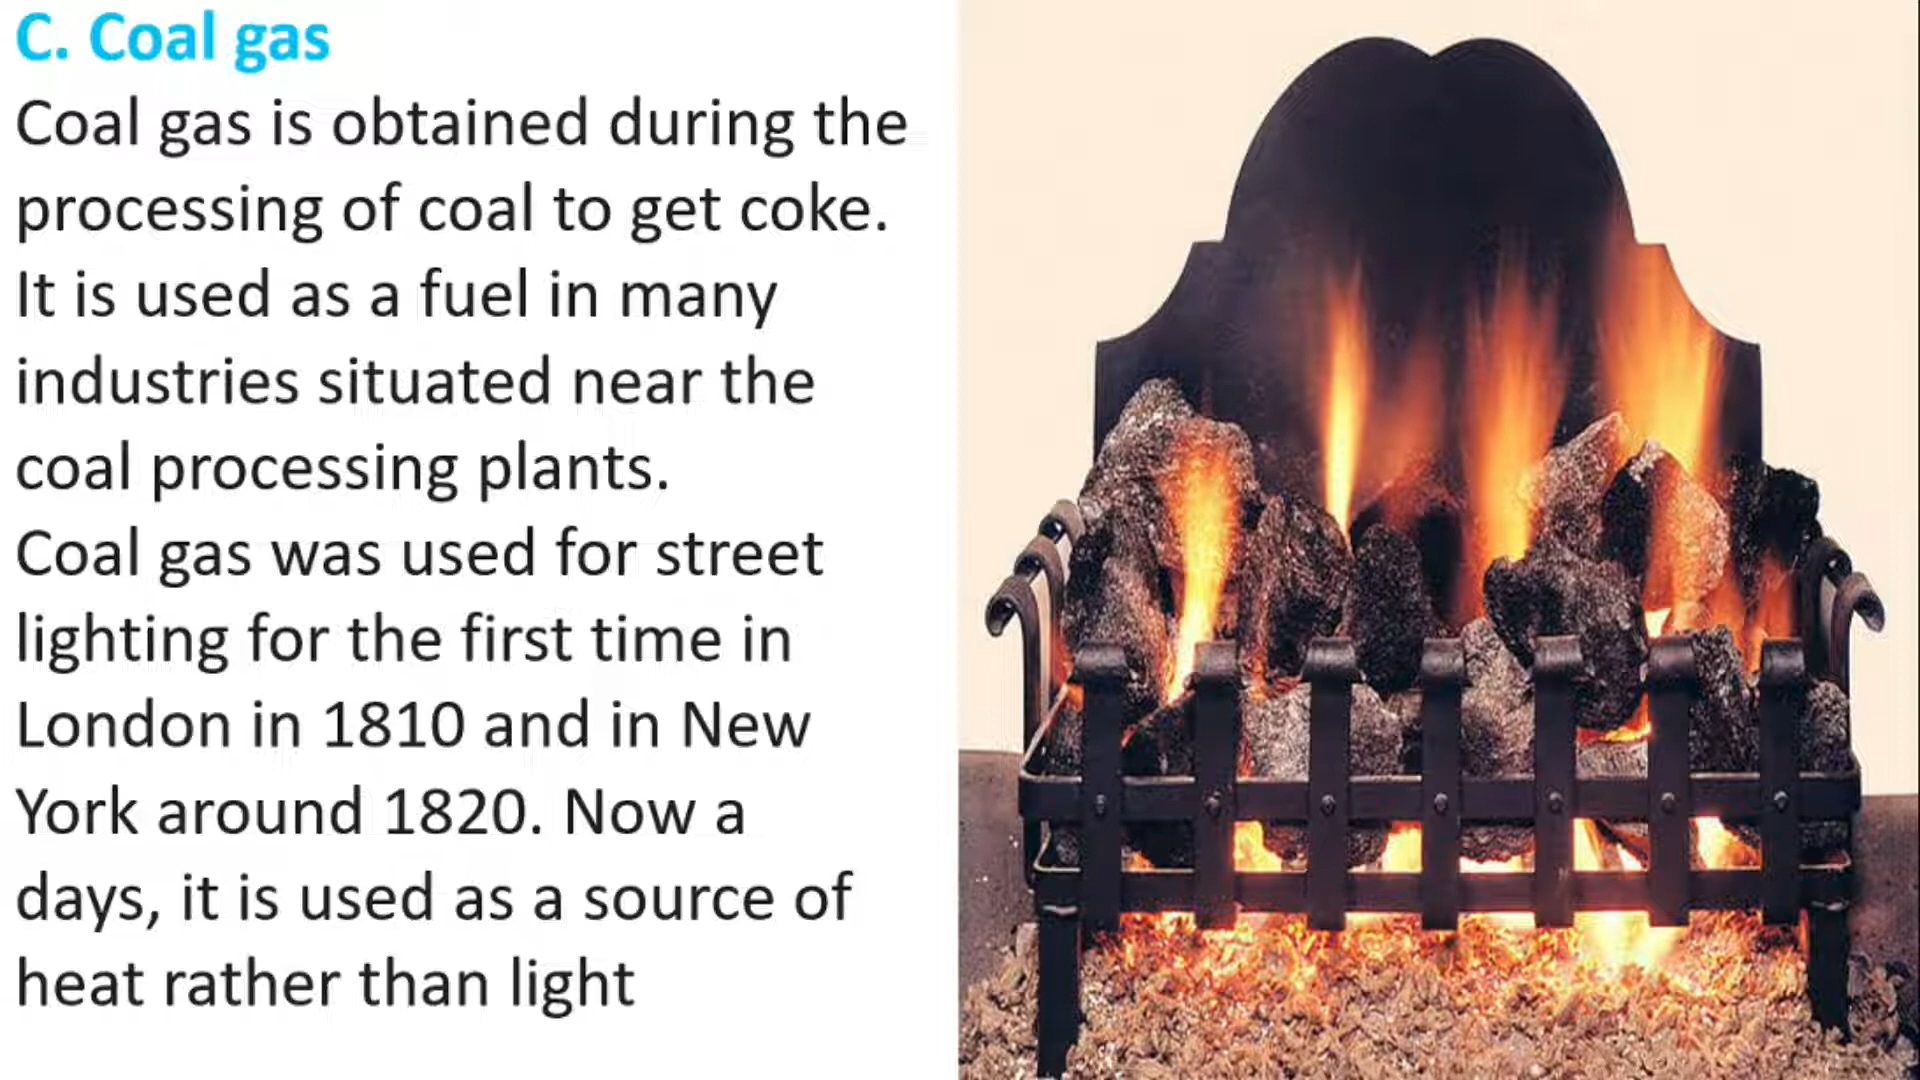 C. Coal gas
Coal gas is obtained during the
processing of coal to get coke.
It is used as a fuel in many
industries situated near the
coal processing plants.
Coal gas was used for street
lighting for the first time in
London in 1810 and in New
York around 1820. Now a
days, it is used as a source of
heat rather than light